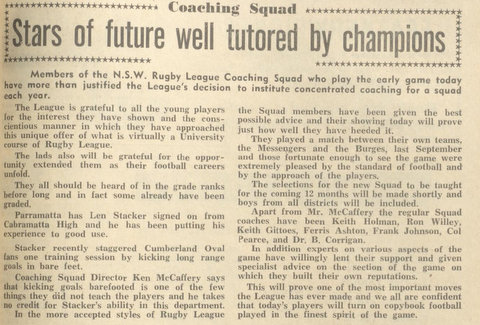 Coaching Squad
Stars of future well tutored by champions
Members of the N.S.W. Rugby League Coaching Squad who play the early game today
have more than justified the League's decision to institute concentrated coaching for a squad
each year.
The League is grateful to all the young players
for the interest they have shown and the cons-
cientious manner in which they have approached
this unique offer of what is virtually a University
course of Rugby League.
The lads also will be grateful for the oppor-
tunity extended them as their football careers
unfold.
They all should be heard of in the grade ranks
before long and in fact some already have been
graded.
Parramatta has Len Stacker signed on from
Cabramatta High and he has been putting his
experience to good use.
Stacker recently staggered Cumberland Oval
fans one training session by kicking long range
goals in bare feet.
Coaching Squad Director Ken McCaffery says
that kicking goals barefooted is one of the few
things they did not teach the players and he takes
no credit for Stacker's ability in this department.
In the more accepted styles of Rugby League
the Squad members have been given the best
possible advice and their showing today will prove
just how well they have heeded it.
They played a match between their own teams,
the Messengers and the Burges, last September
and those fortunate enough to see the game were
extremely pleased by the standard of football and
by the approach of the players.
The selections for the new Squad to be taught
for the coming 12 months will be made shortly and
boys from all districts will be included.
Apart from Mr. McCaffery the regular Squad
coaches have been Keith Holman, Ron Willey,
Keith Gittoes, Ferris Ashton, Frank Johnson, Col
Pearce, and Dr. B. Corrigan.
In addition experts on various aspects of the
game have willingly lent their support and given
specialist advice on the section of the game on
which they built their own reputations.
This will prove one of the most important moves
the League has ever made and we all are confident
that today's players will turn on copybook football
played in the finest spirit of the game.